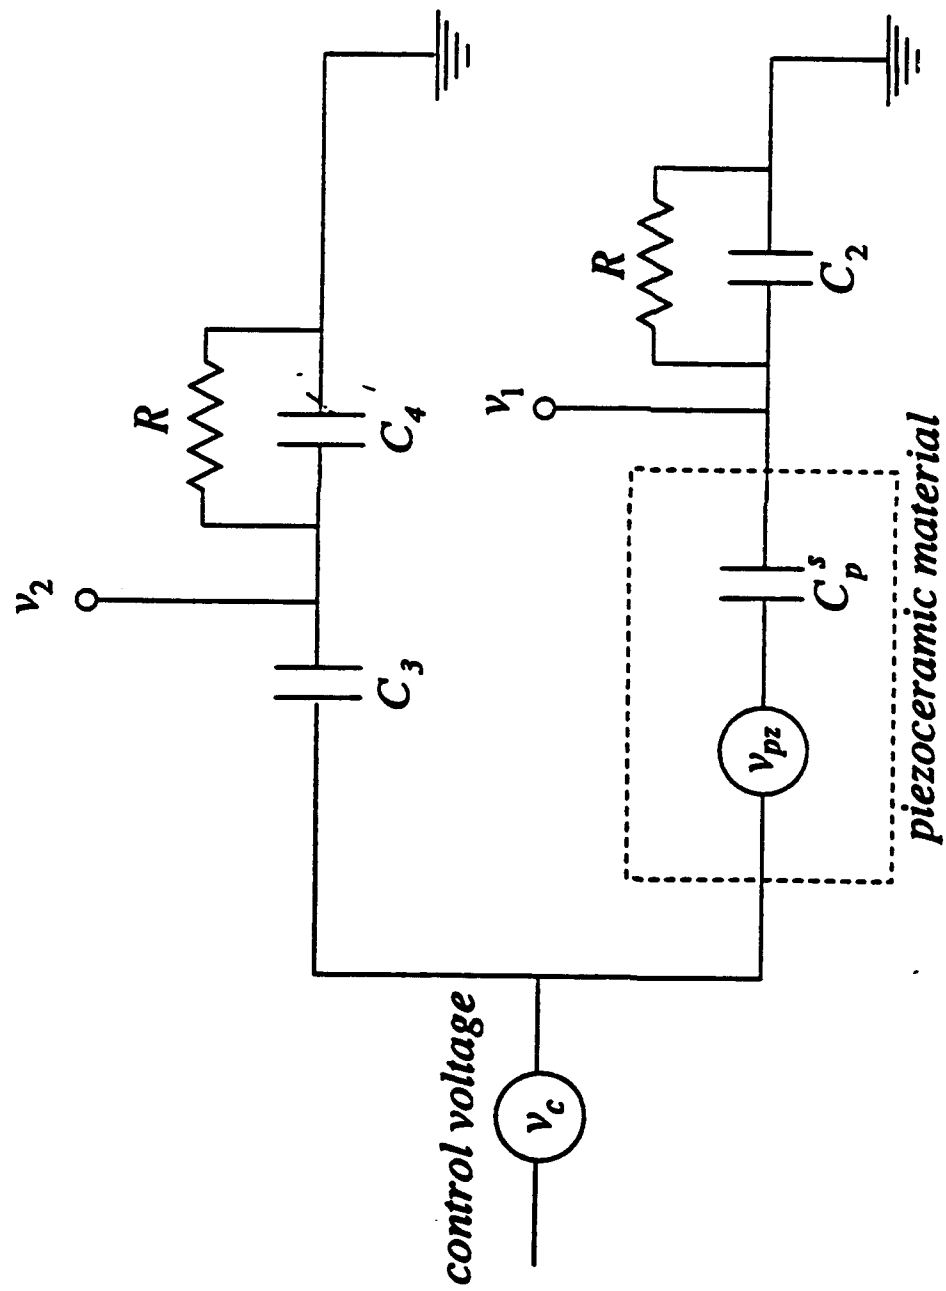 control voltage
v_c
C_3
v_2
R
C_4
v_pz
C_p^s
v_1
R
C_2
piezoceramic material